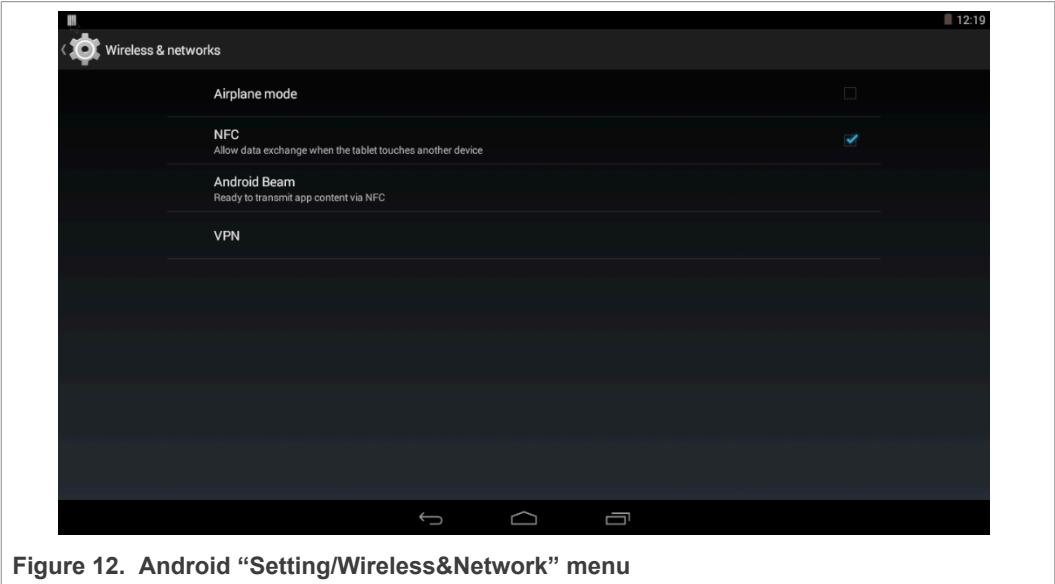 12:19
Wireless & networks
Airplane mode
NFC
Allow data exchange when the tablet touches another device
Android Beam
Ready to transmit app content via NFC
VPN
Figure 12. Android “Setting/Wireless&Network” menu